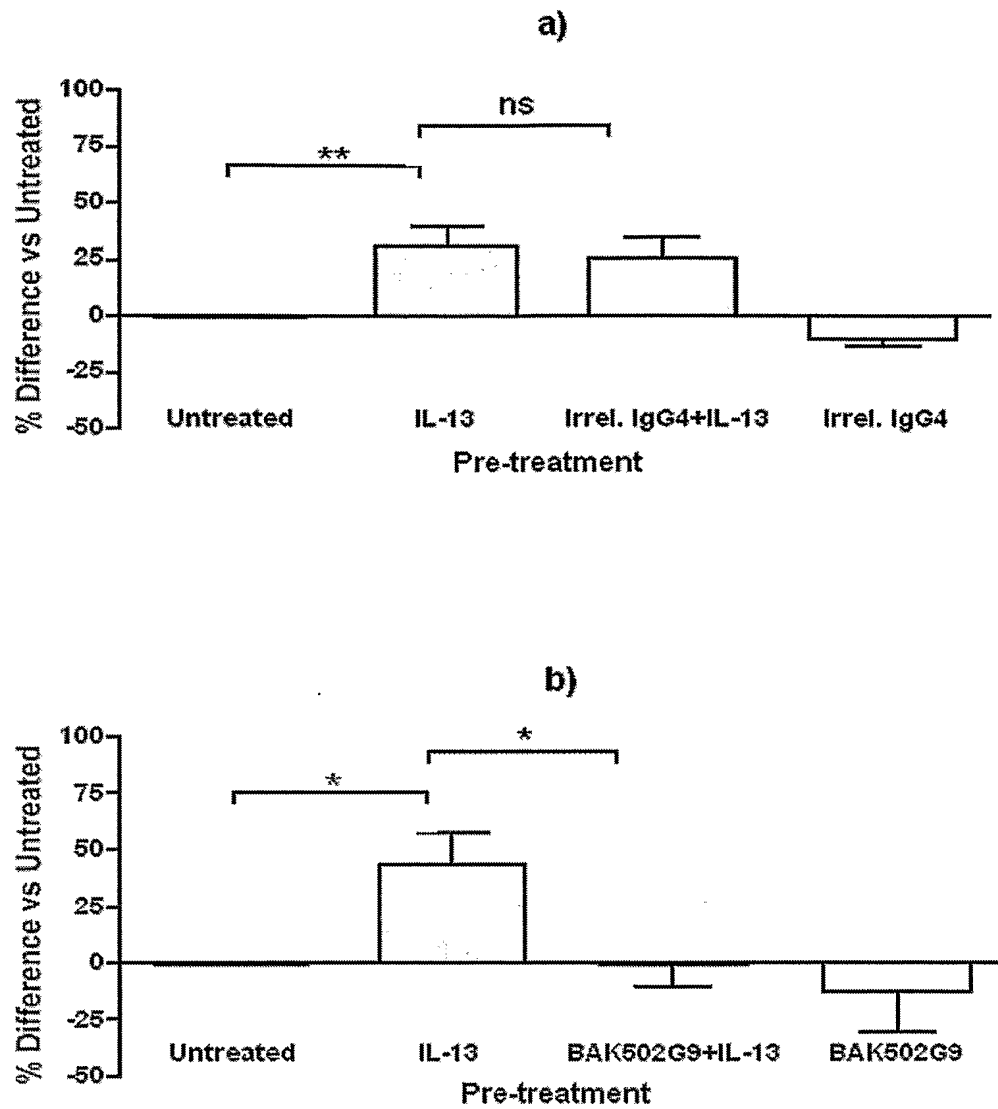 a)
% Difference vs Untreated
100
75
50
25
0
-25
-50
**
ns
Untreated IL-13 Irrel. IgG4+IL-13 Irrel. IgG4
Pre-treatment
b)
% Difference vs Untreated
100
75
50
25
0
-25
-50
*
*
Untreated IL-13 BAK502G9+IL-13 BAK502G9
Pre-treatment